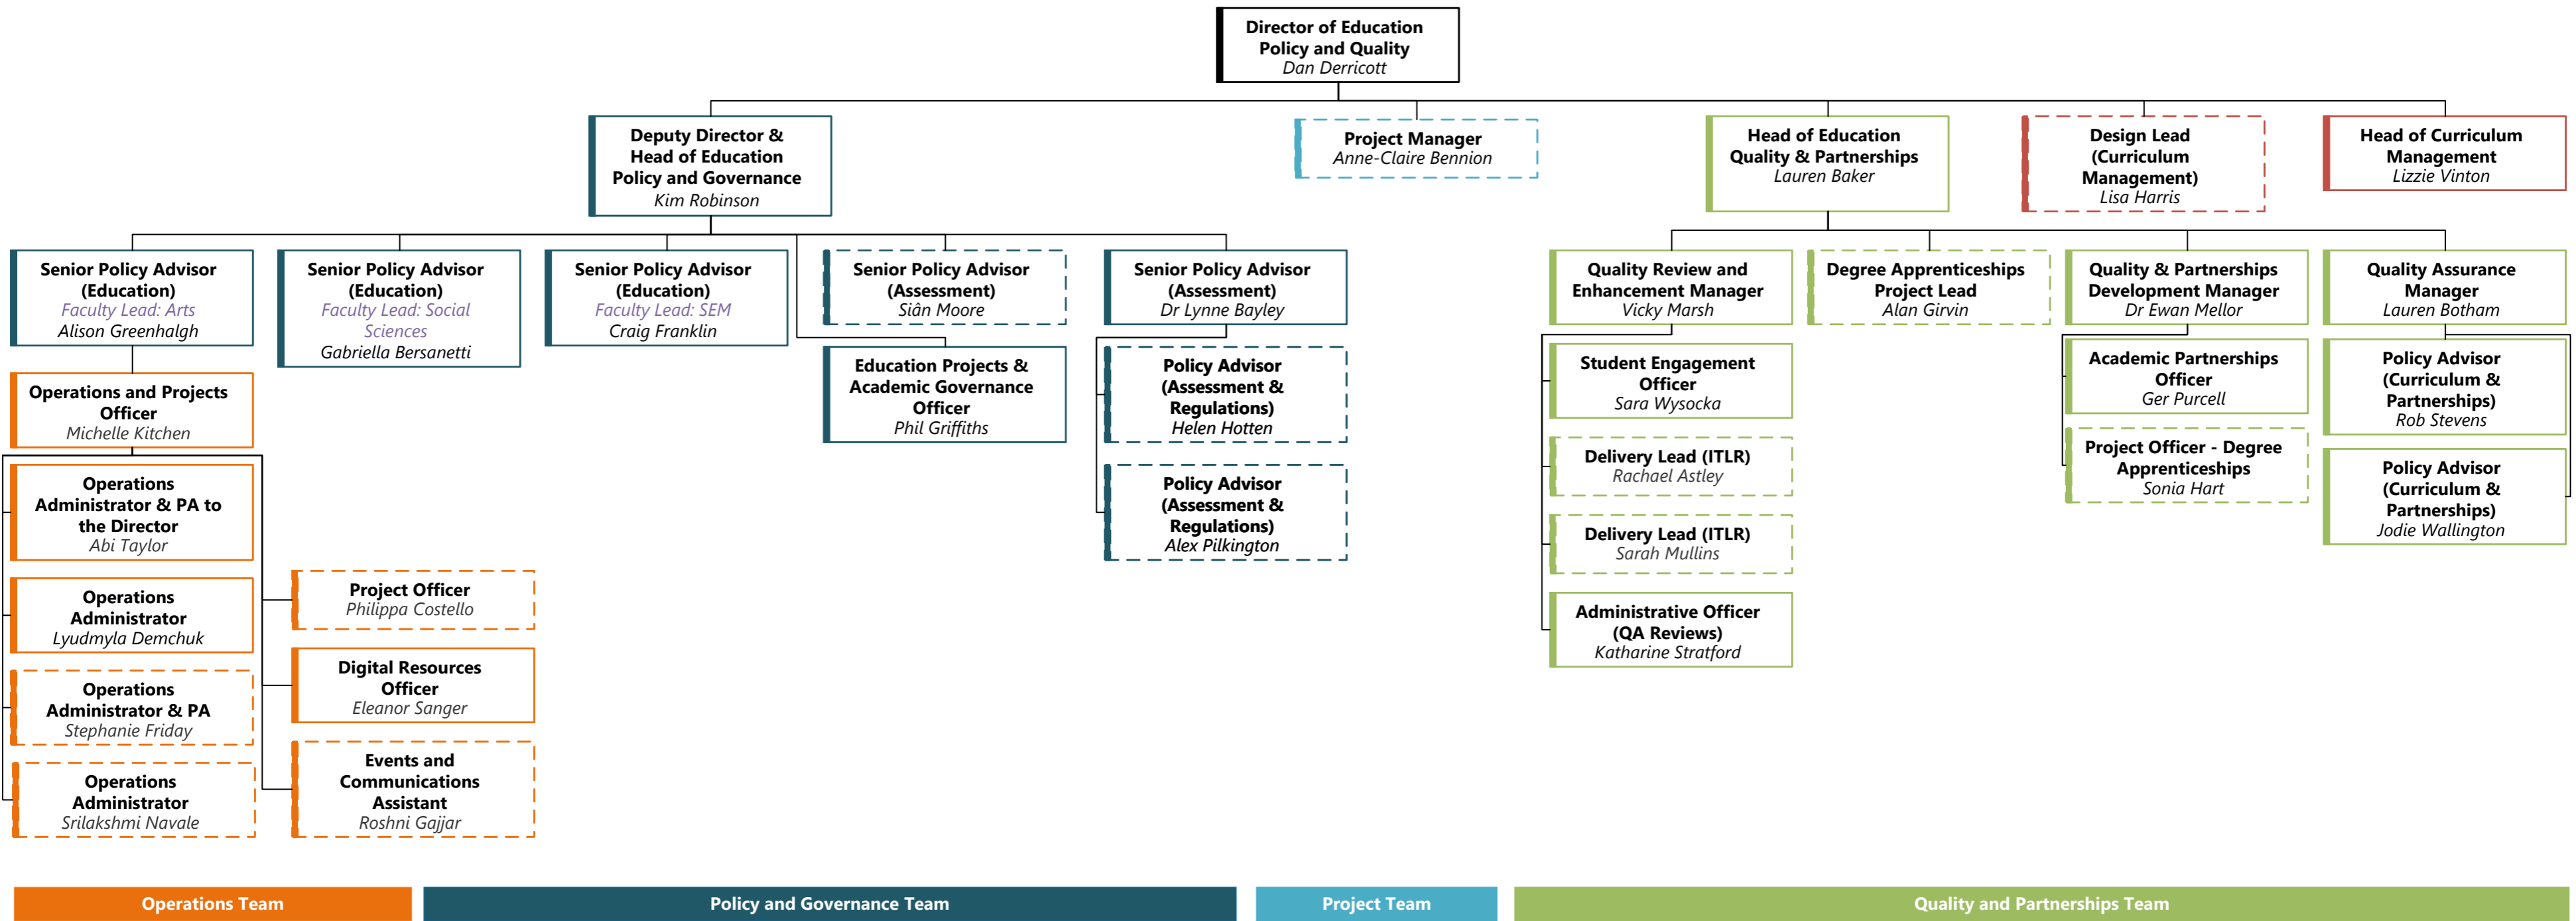 Director of Education
Policy and Quality
Dan Derricott
Deputy Director &
Head of Education
Policy and Governance
Kim Robinson
Project Manager
Anne-Claire Bennion
Head of Education
Quality & Partnerships
Lauren Baker
Design Lead
(Curriculum
Management)
Lisa Harris
Head of Curriculum
Management
Lizzie Vinton
Senior Policy Advisor
(Education)
Faculty Lead: Arts
Alison Greenhalgh
Senior Policy Advisor
(Education)
Faculty Lead: Social
Sciences
Gabriella Bersanetti
Senior Policy Advisor
(Education)
Faculty Lead: SEM
Craig Franklin
Senior Policy Advisor
(Assessment)
Siân Moore
Senior Policy Advisor
(Assessment)
Dr Lynne Bayley
Quality Review and
Enhancement Manager
Vicky Marsh
Degree Apprenticeships
Project Lead
Alan Girvin
Quality & Partnerships
Development Manager
Dr Ewan Mellor
Quality Assurance
Manager
Lauren Botham
Operations and Projects
Officer
Michelle Kitchen
Education Projects &
Academic Governance
Officer
Phil Griffiths
Policy Advisor
(Assessment &
Regulations)
Helen Hotten
Policy Advisor
(Assessment &
Regulations)
Alex Pilkington
Student Engagement
Officer
Sara Wysocka
Delivery Lead (ITLR)
Rachael Astley
Delivery Lead (ITLR)
Sarah Mullins
Administrative Officer
(QA Reviews)
Katharine Stratford
Academic Partnerships
Officer
Ger Purcell
Project Officer - Degree
Apprenticeships
Sonia Hart
Policy Advisor
(Curriculum &
Partnerships)
Rob Stevens
Policy Advisor
(Curriculum &
Partnerships)
Jodie Wallington
Operations
Administrator & PA to
the Director
Abi Taylor
Operations
Administrator
Lyudmyla Demchuk
Operations
Administrator & PA
Stephanie Friday
Operations
Administrator
Srilakshmi Navale
Project Officer
Philippa Costello
Digital Resources
Officer
Eleanor Sanger
Events and
Communications
Assistant
Roshni Gajjar
Operations Team
Policy and Governance Team
Project Team
Quality and Partnerships Team